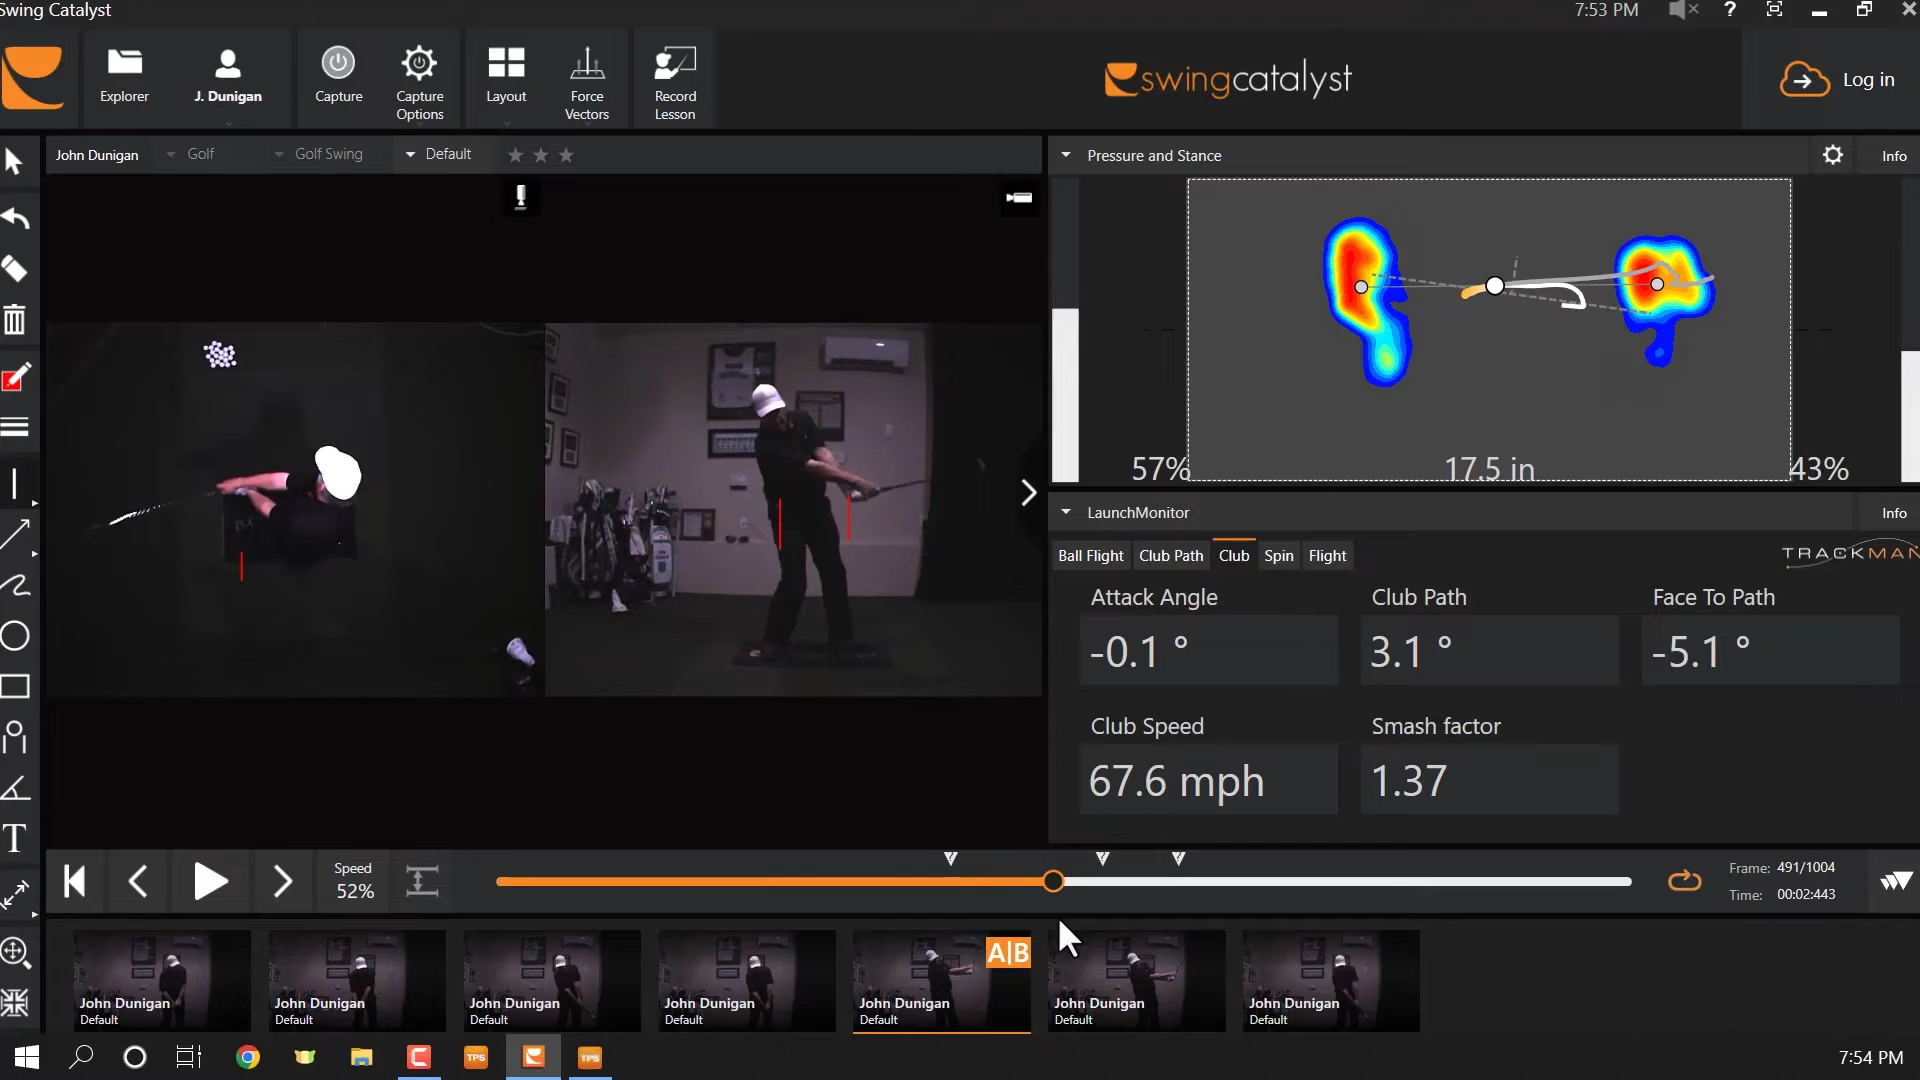 Swing Catalyst
7:53 PM
?
Explorer
J. Dunigan
Capture
Capture
Options
Layout
Force
Vectors
Record
Lesson
swingcatalyst
Log in
John Dunigan
Golf
Golf Swing
Default
Pressure and Stance
Info
57%
17.5 in
43%
LaunchMonitor
Info
Ball Flight
Club Path
Club
Spin
Flight
TRACKMAN
Attack Angle
Club Path
Face To Path
-0.1 °
3.1 °
-5.1 °
Club Speed
Smash factor
67.6 mph
1.37
T
Speed
52%
Frame: 491/1004
Time: 00:02:443
John Dunigan
Default
John Dunigan
Default
John Dunigan
Default
John Dunigan
Default
A|B
John Dunigan
Default
John Dunigan
Default
John Dunigan
Default
TPS
TPS
7:54 PM